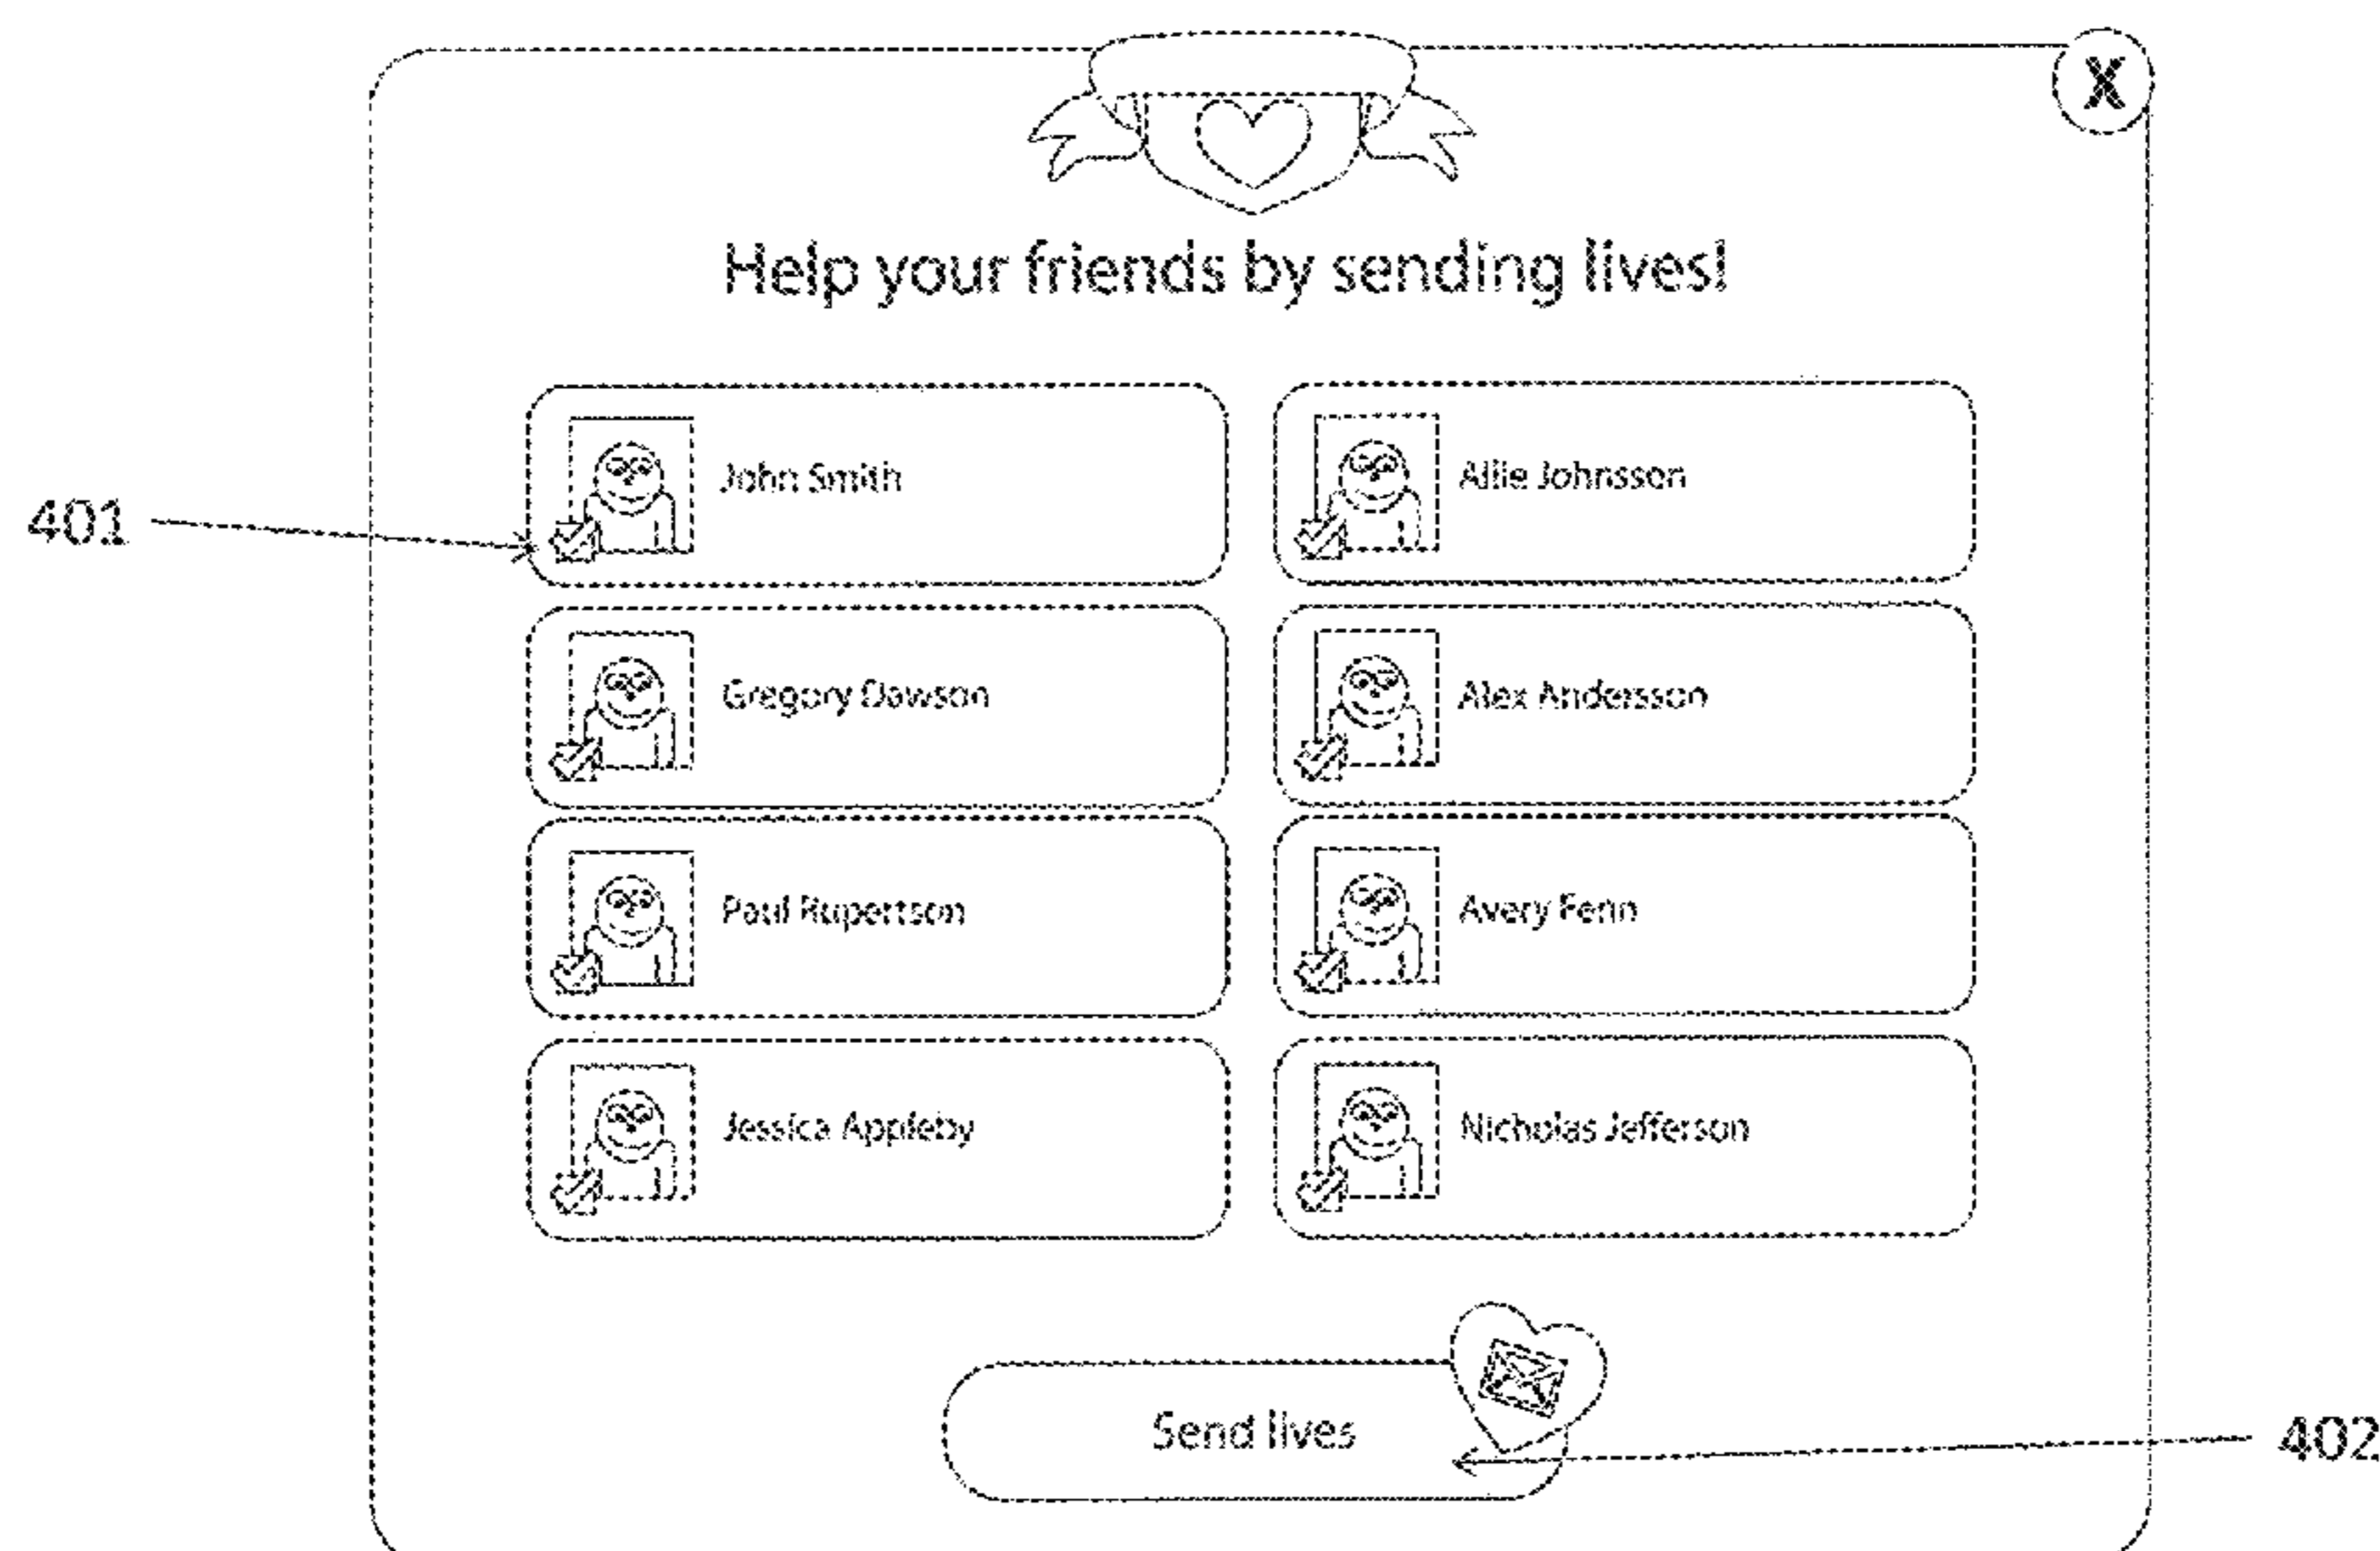 X
Help your friends by sending lives!
John Smith
Allie Johnsson
401
Gregory Dawson
Alex Andersson
Paul Rupertson
Avery Fenn
Jessica Appleby
Nicholas Jefferson
Send lives
402